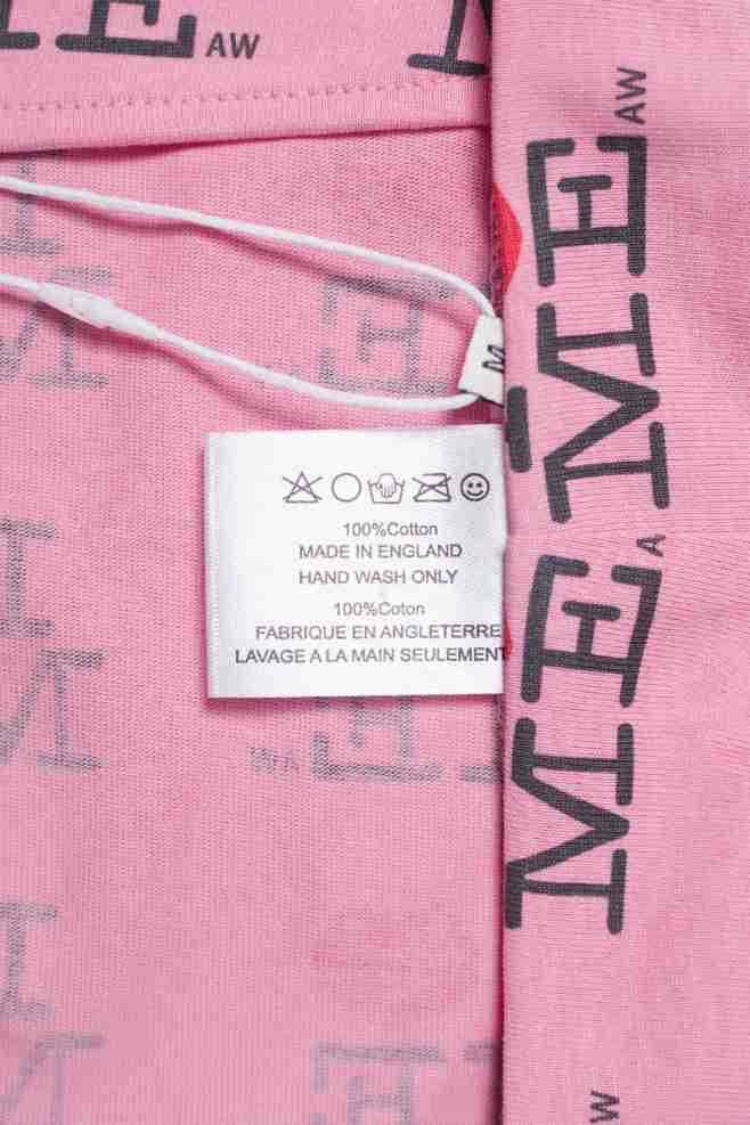 AW
AW
ME
A
ME
W
M
100%Cotton
MADE IN ENGLAND
HAND WASH ONLY
100%Coton
FABRIQUE EN ANGLETERRE
LAVAGE A LA MAIN SEULEMENT